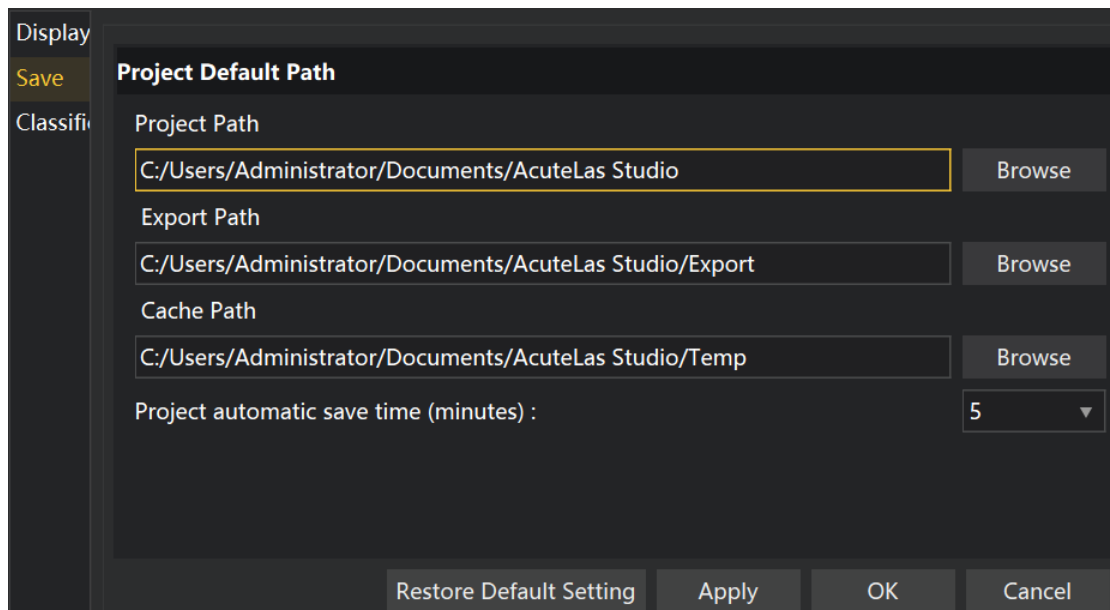 Display
Save
Classifi
Project Default Path
Project Path
C:/Users/Administrator/Documents/AcuteLas Studio
Browse
Export Path
C:/Users/Administrator/Documents/AcuteLas Studio/Export
Browse
Cache Path
C:/Users/Administrator/Documents/AcuteLas Studio/Temp
Browse
Project automatic save time (minutes) :
5
Restore Default Setting
Apply
OK
Cancel